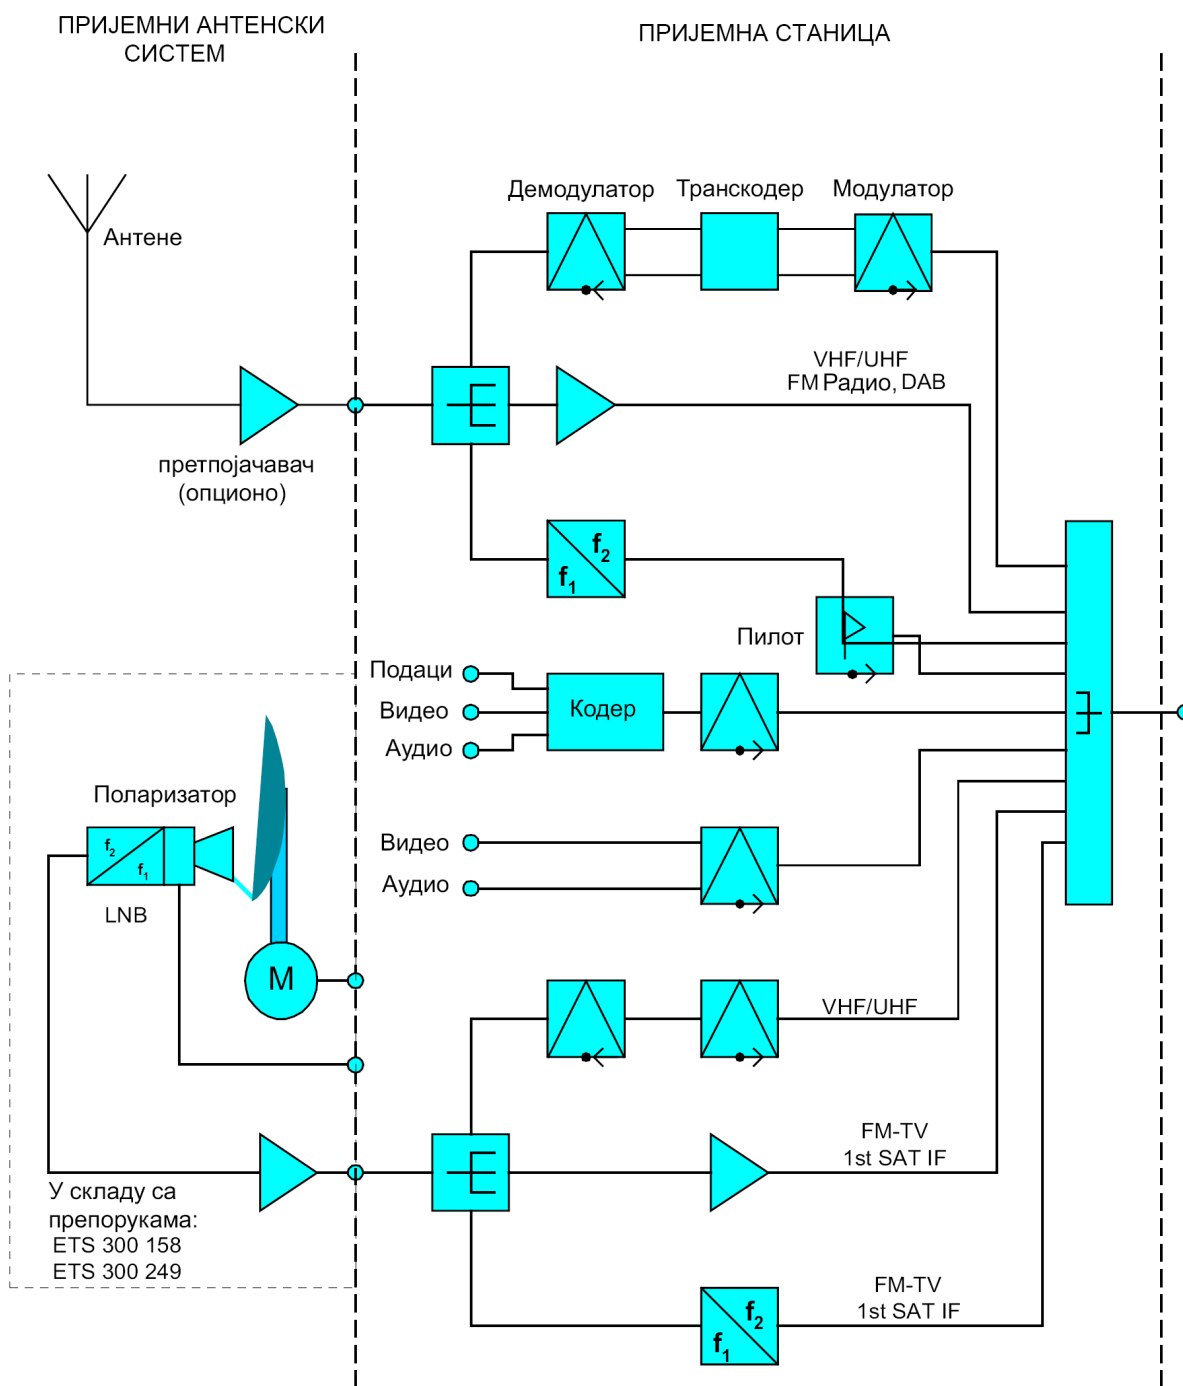 ПРИЈЕМНИ АНТЕНСКИ
СИСТЕМ
ПРИЈЕМНА СТАНИЦА
Демодулатор
Транскодер
Модулатор
Антене
VHF/UHF
FM Радио, DAB
претпојачавач
(опционо)
f2
f1
Пилот
Подаци
Видео
Аудио
Кодер
Поларизатор
f2
f1
LNB
Видео
Аудио
M
VHF/UHF
FM-TV
1st SAT IF
У складу са
препорукама:
ETS 300 158
ETS 300 249
FM-TV
1st SAT IF
f2
f1